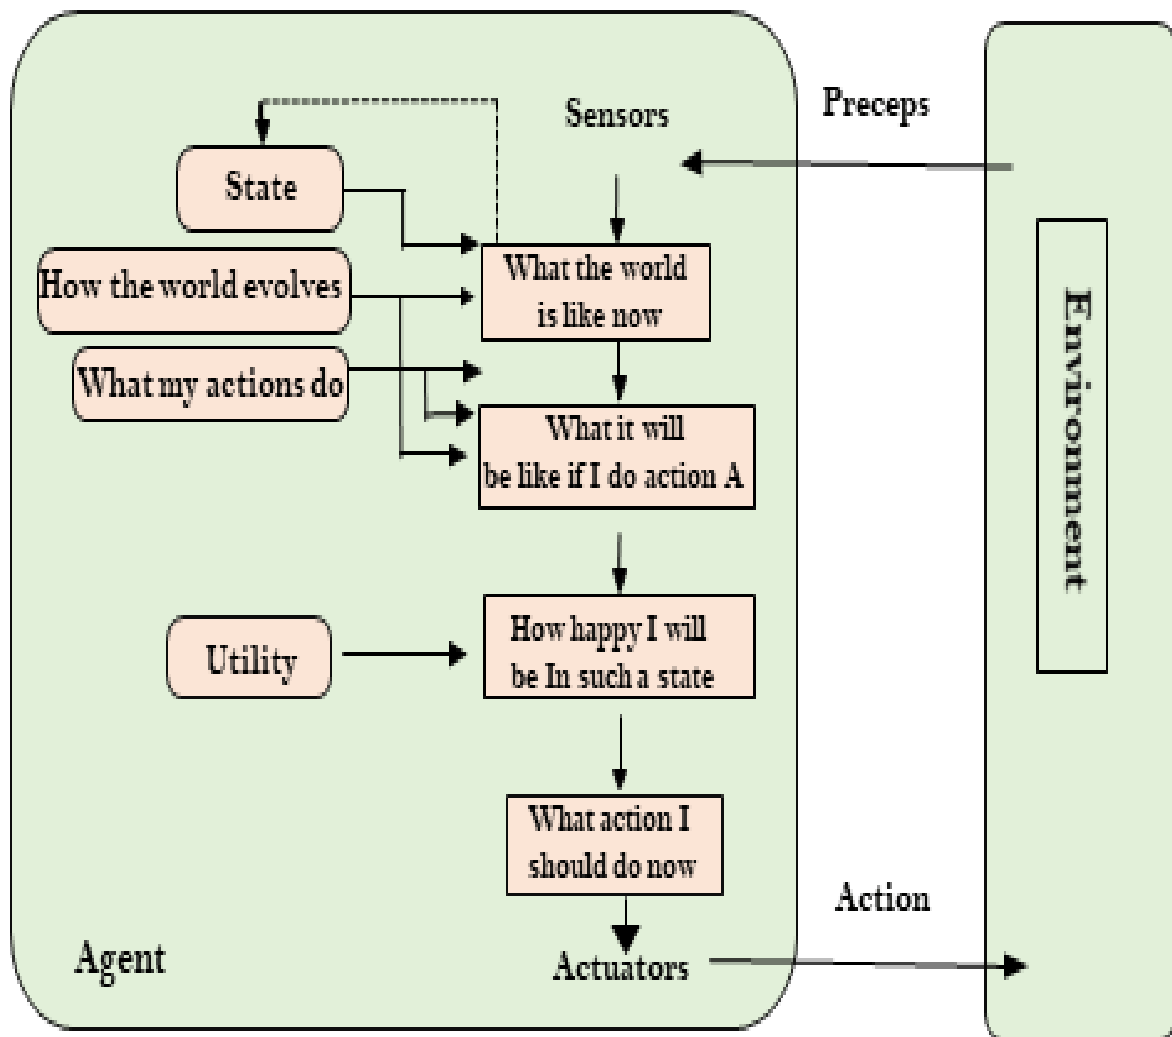 Sensors
Preceps
State
What the world
is like now
How the world evolves
What my actions do
What it will
be like if I do action A
Environment
How happy I will
be In such a state
Utility
What action I
should do now
Action
Agent
Actuators